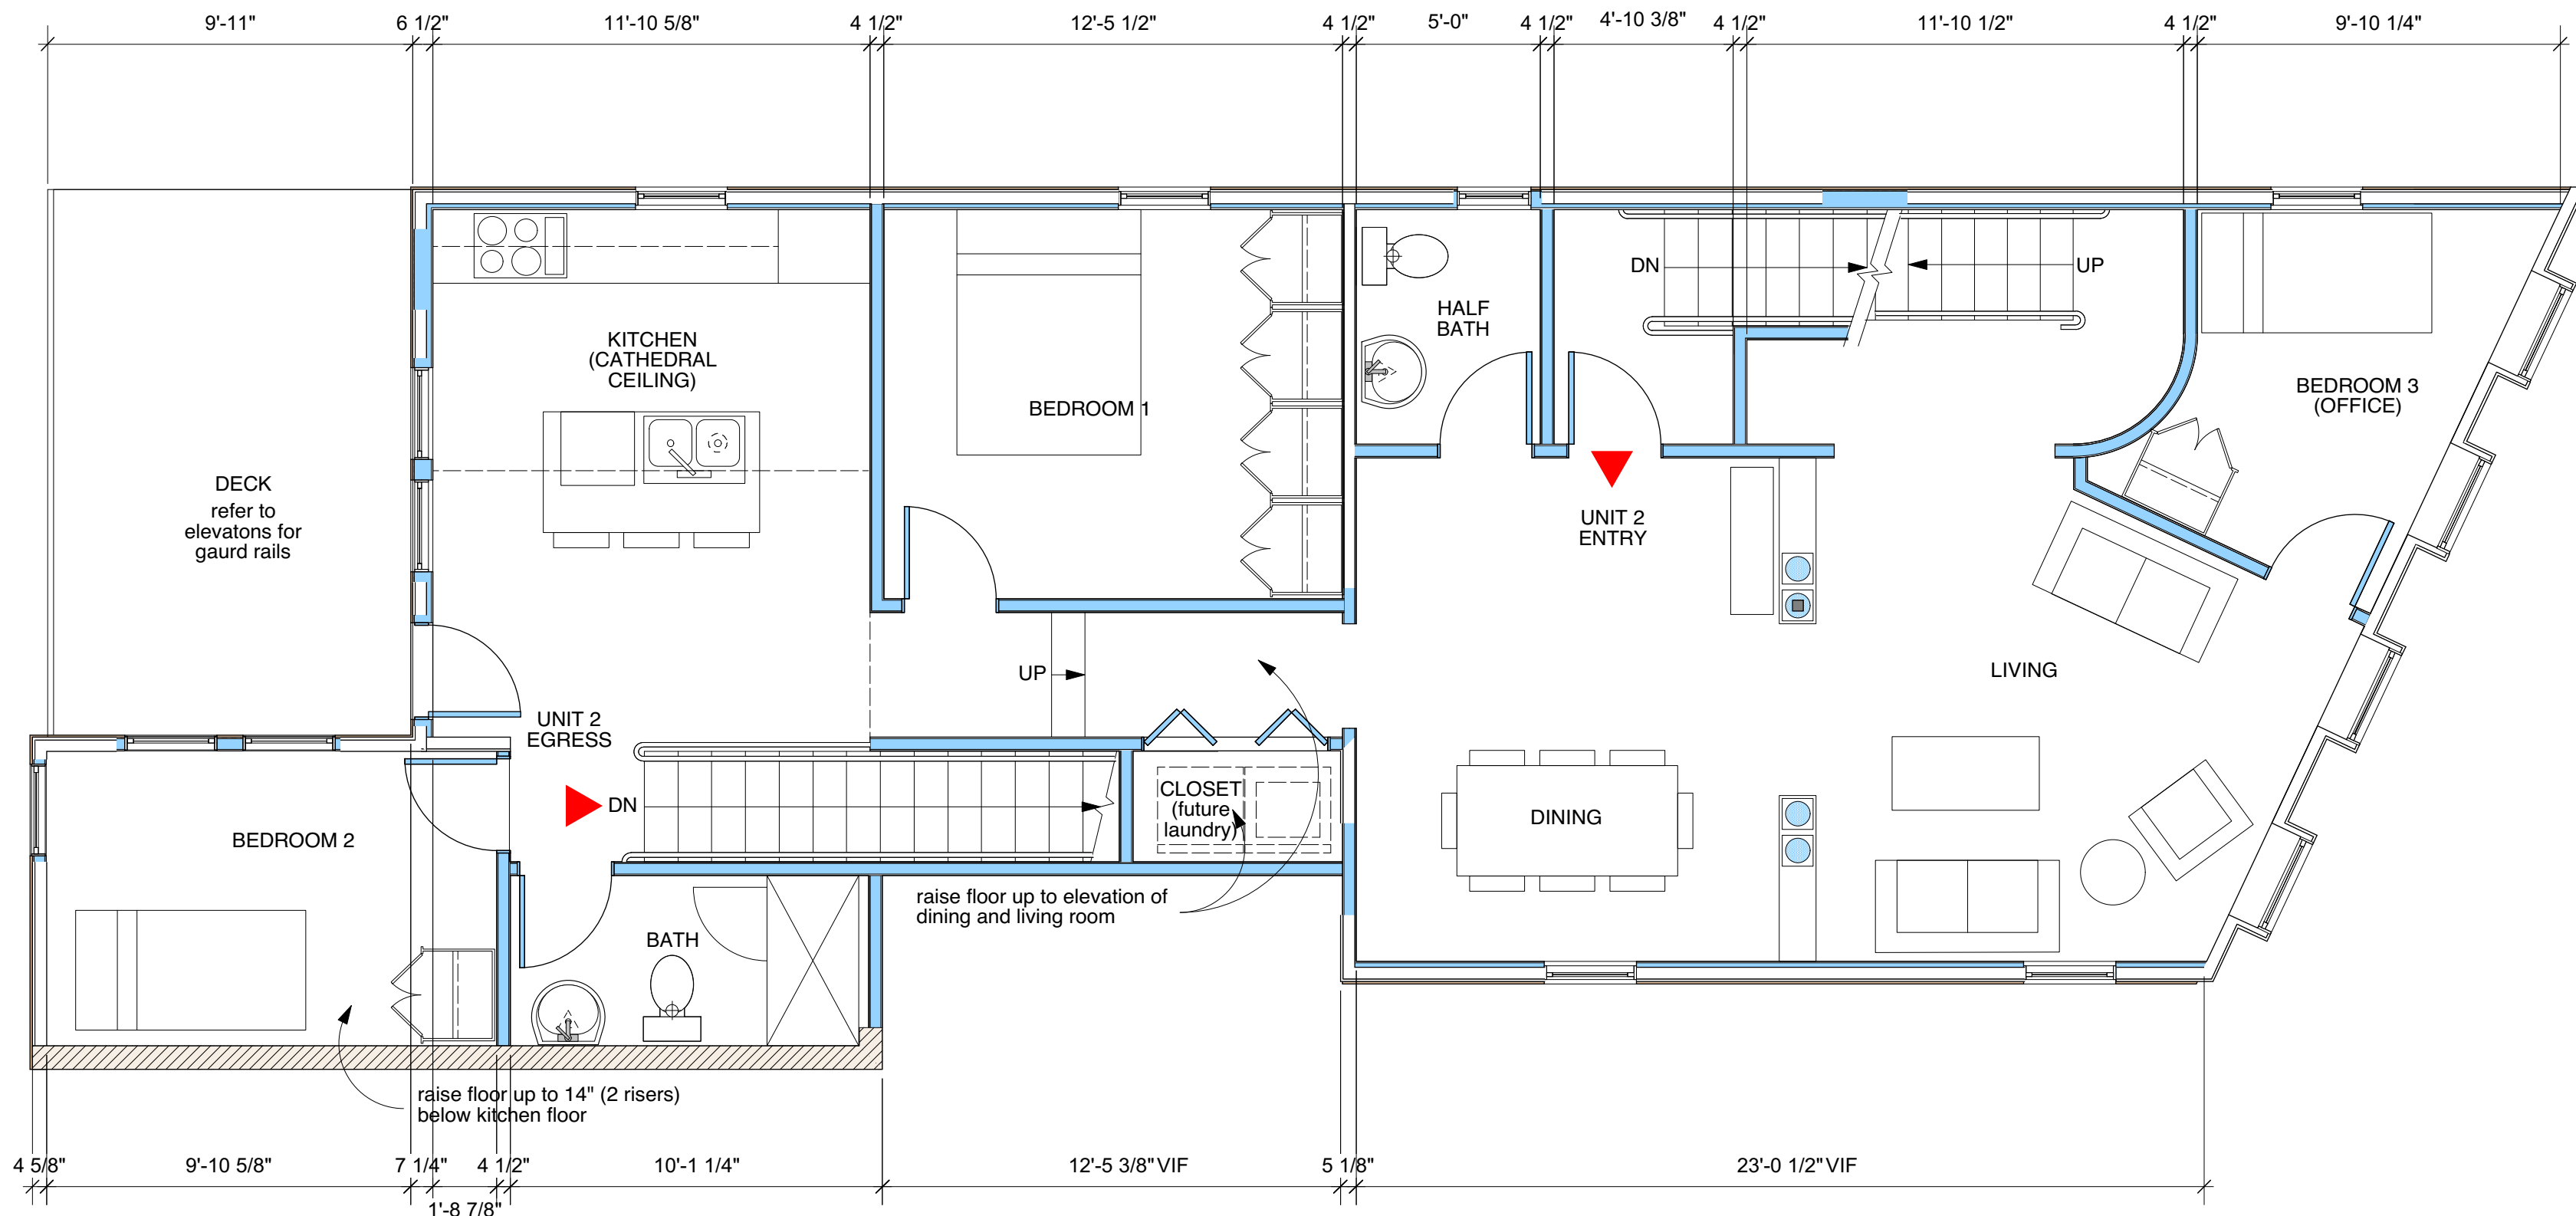 9'-11"
6 1/2"
11'-10 5/8"
4 1/2"
12'-5 1/2"
4 1/2"
5'-0"
4 1/2"
4'-10 3/8"
4 1/2"
11'-10 1/2"
4 1/2"
9'-10 1/4"
DN
UP
HALF
BATH
KITCHEN
(CATHEDRAL
CEILING)
BEDROOM 1
BEDROOM 3
(OFFICE)
DECK
refer to
elevatons for
gaurd rails
UNIT 2
ENTRY
UP
LIVING
UNIT 2
EGRESS
DN
CLOSET
(future
laundry)
DINING
BEDROOM 2
raise floor up to elevation of
dining and living room
BATH
raise floor up to 14" (2 risers)
below kitchen floor
4 5/8"
9'-10 5/8"
7 1/4"
4 1/2"
10'-1 1/4"
12'-5 3/8" VIF
5 1/8"
23'-0 1/2" VIF
1'-8 7/8"